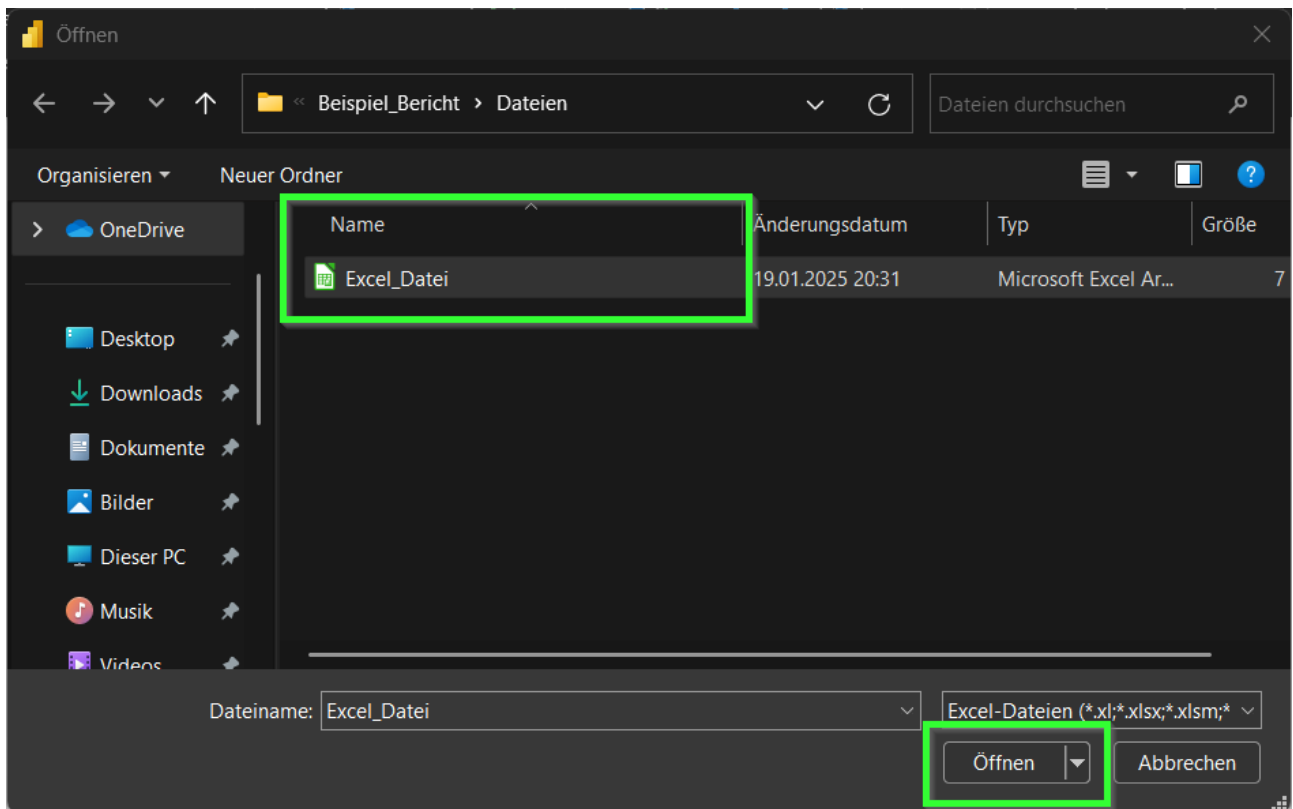 Öffnen
« Beispiel_Bericht > Dateien
Dateien durchsuchen
Organisieren
Neuer Ordner
?
OneDrive
Name
Änderungsdatum
Typ
Größe
Excel_Datei
19.01.2025 20:31
Microsoft Excel Ar...
7
Desktop
Downloads
Dokumente
Bilder
Dieser PC
Musik
Videos
Dateiname:
Excel_Datei
Excel-Dateien (*.xl;*.xlsx;*.xlsm;*
Öffnen
Abbrechen